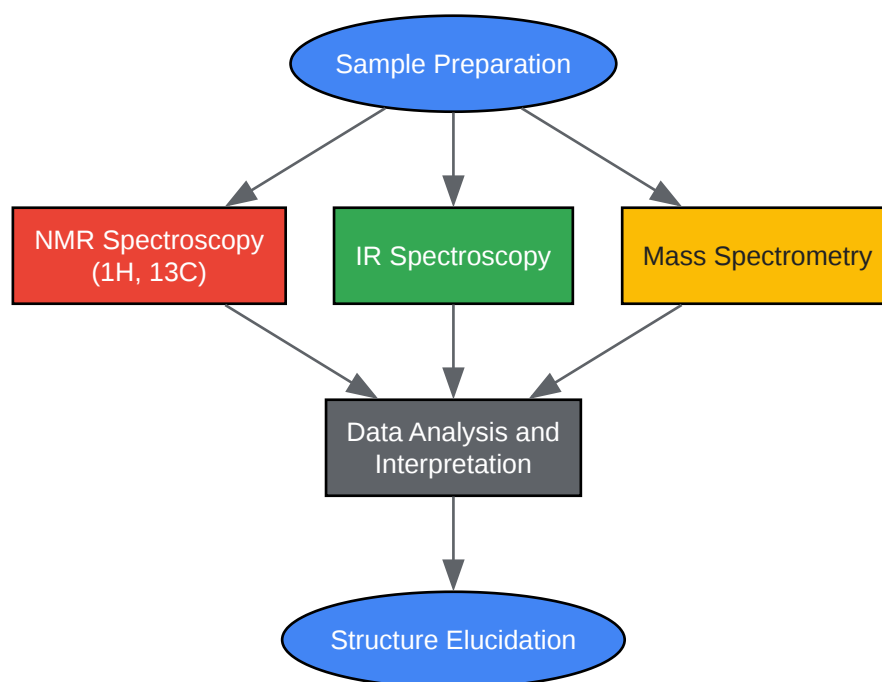 Sample Preparation
NMR Spectroscopy
(1H, 13C)
IR Spectroscopy
Mass Spectrometry
Data Analysis and
Interpretation
Structure Elucidation